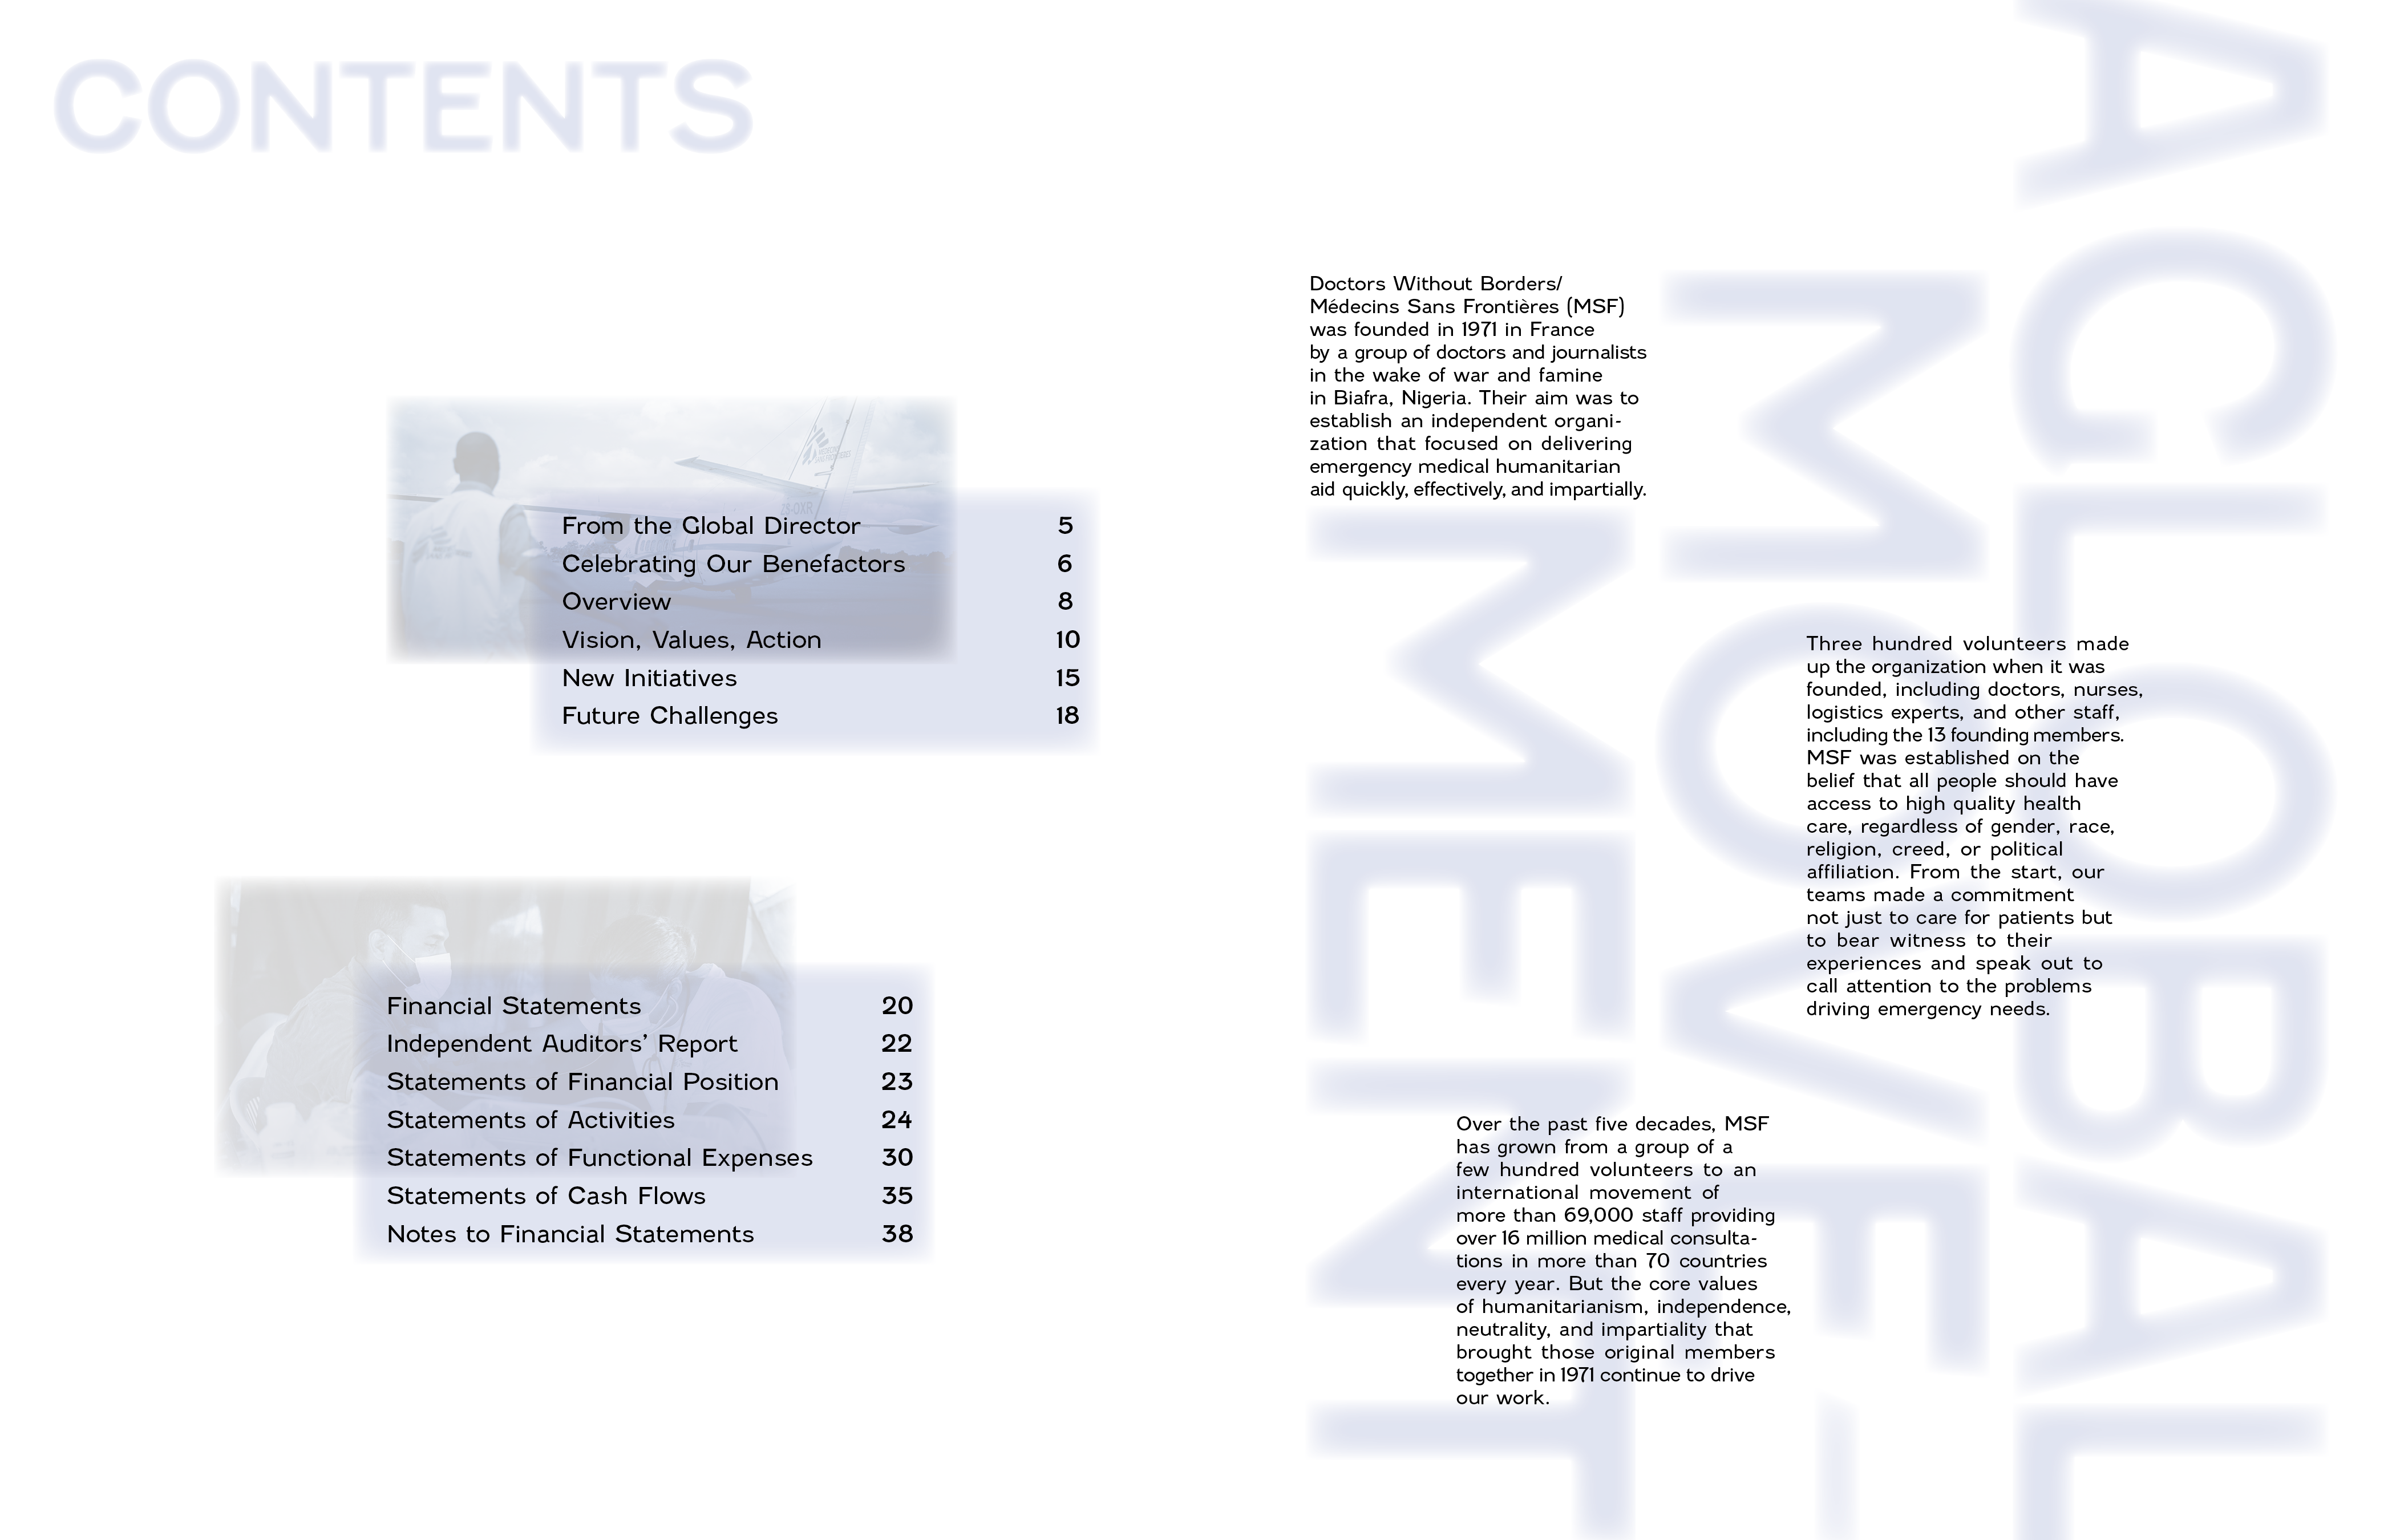 CONTENTS
From the Global Director 5
Celebrating Our Benefactors 6
Overview 8
Vision, Values, Action 10
New Initiatives 15
Future Challenges 18
Financial Statements 20
Independent Auditors’ Report 22
Statements of Financial Position 23
Statements of Activities 24
Statements of Functional Expenses 30
Statements of Cash Flows 35
Notes to Financial Statements 38
A GLOBAL
MOVE-
MENT
Doctors Without Borders/
Médecins Sans Frontières (MSF)
was founded in 1971 in France
by a group of doctors and journalists
in the wake of war and famine
in Biafra, Nigeria. Their aim was to
establish an independent organi-
zation that focused on delivering
emergency medical humanitarian
aid quickly, effectively, and impartially.
Three hundred volunteers made
up the organization when it was
founded, including doctors, nurses,
logistics experts, and other staff,
including the 13 founding members.
MSF was established on the
belief that all people should have
access to high quality health
care, regardless of gender, race,
religion, creed, or political
affiliation. From the start, our
teams made a commitment
not just to care for patients but
to bear witness to their
experiences and speak out to
call attention to the problems
driving emergency needs.
Over the past five decades, MSF
has grown from a group of a
few hundred volunteers to an
international movement of
more than 69,000 staff providing
over 16 million medical consulta-
tions in more than 70 countries
every year. But the core values
of humanitarianism, independence,
neutrality, and impartiality that
brought those original members
together in 1971 continue to drive
our work.